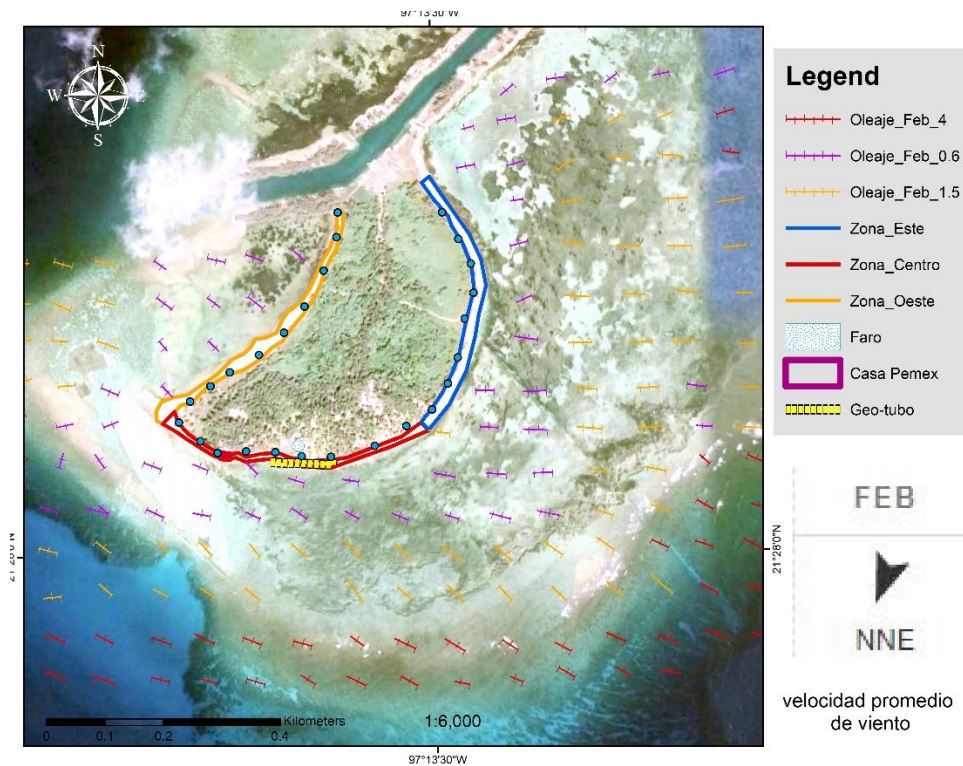 97°13'30"W
N
W
E
S
Legend
Oleaje_Feb_4
Oleaje_Feb_0.6
Oleaje_Feb_1.5
Zona_Este
Zona_Centro
Zona_Oeste
Faro
Casa Pemex
Geo-tubo
FEB
NNE
velocidad promedio
de viento
21°28'0"N
21°28'0"N
Kilometers
0
0.2
0.4
1:6,000
97°13'30"W